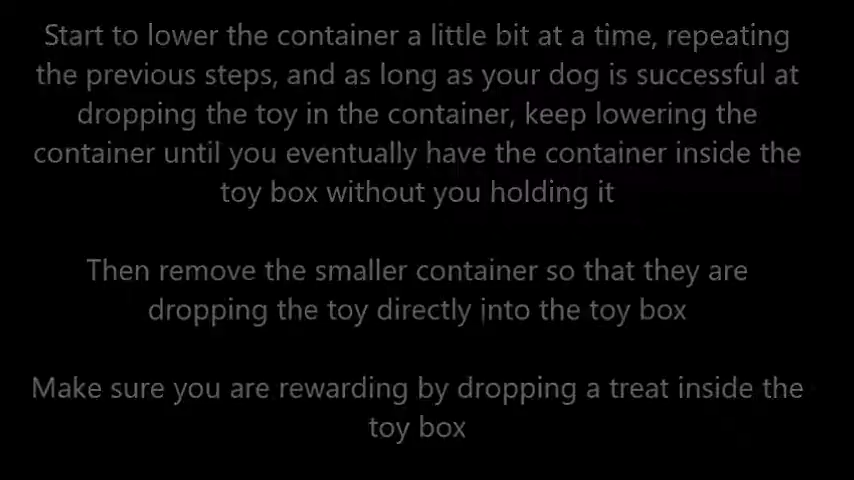 Start to lower the container a little bit at a time, repeating
the previous steps, and as long as your dog is successful at
dropping the toy in the container, keep lowering the
container until you eventually have the container inside the
toy box without you holding it
Then remove the smaller container so that they are
dropping the toy directly into the toy box
Make sure you are rewarding by dropping a treat inside the
toy box